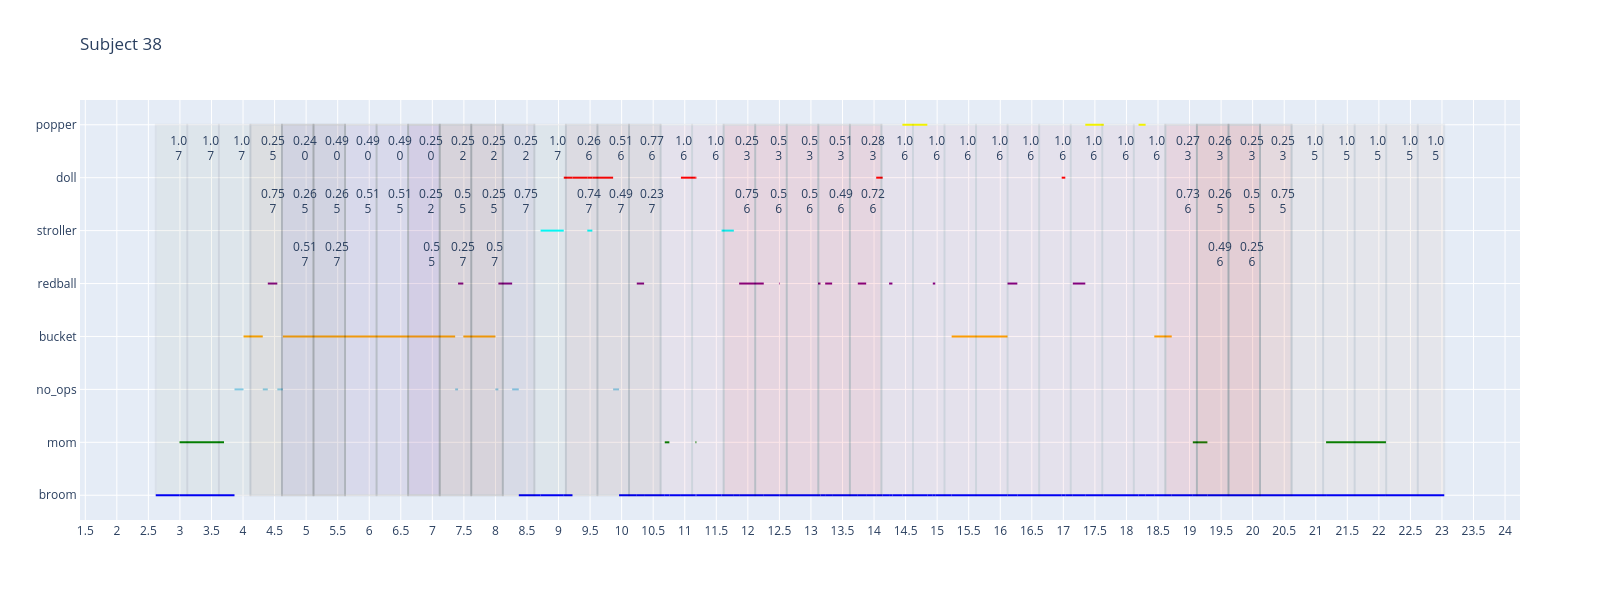 Subject 38
popper
1.0 1.0 1.0 0.25 0.24 0.49 0.49 0.49 0.25 0.25 0.25 0.25 1.0 0.26 0.51 0.77 1.0 1.0 0.25 0.5 0.5 0.51 0.28 1.0 1.0 1.0 1.0 1.0 1.0 1.0 1.0 1.0 0.27 0.26 0.25 0.25 1.0 1.0 1.0 1.0 1.0
7 7 7 5 0 0 0 0 0 2 2 2 7 6 6 6 6 6 3 3 3 3 3 6 6 6 6 6 6 6 6 6 3 3 3 3 5 5 5 5 5
doll
0.75 0.26 0.26 0.51 0.51 0.25 0.5 0.25 0.75 0.74 0.49 0.23 0.75 0.5 0.5 0.49 0.72 0.73 0.26 0.5 0.75
7 5 5 5 5 2 5 5 7 7 7 7 6 6 6 6 6 6 5 5 5
stroller
0.51 0.25 0.5 0.25 0.5 0.49 0.25
7 7 5 7 7 6 6
redball
bucket
no_ops
mom
broom
1.5 2 2.5 3 3.5 4 4.5 5 5.5 6 6.5 7 7.5 8 8.5 9 9.5 10 10.5 11 11.5 12 12.5 13 13.5 14 14.5 15 15.5 16 16.5 17 17.5 18 18.5 19 19.5 20 20.5 21 21.5 22 22.5 23 23.5 24